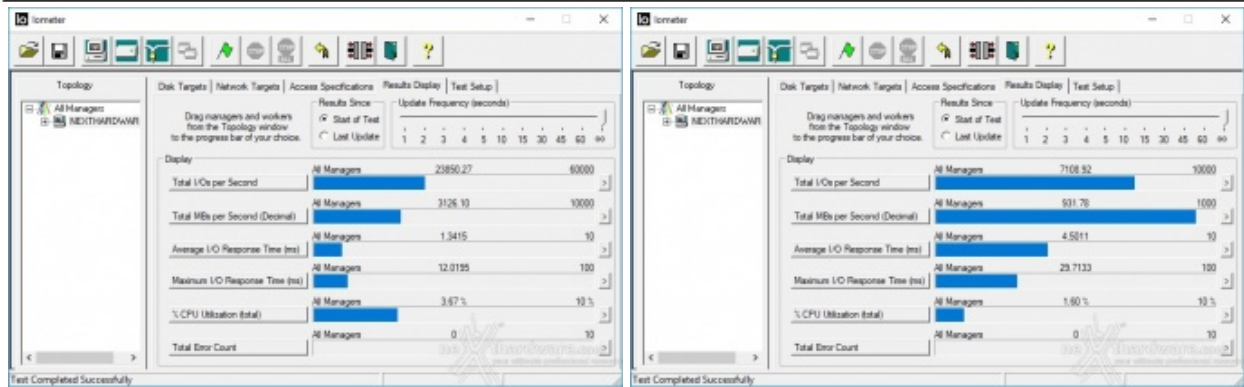 Iometer
Topology
All Managers
NEXTHARDWAR
Disk Targets | Network Targets | Access Specifications | Results Display | Test Setup
Drag managers and workers
from the Topology window
to the progress bar of your choice.
Results Since
Start of Test
Last Update
Update Frequency (seconds)
1 2 3 4 5 10 15 30 45 60 ∞
Display
All Managers 23850.27 60000
Total I/Os per Second
All Managers 3126.10 10000
Total MBs per Second (Decimal)
All Managers 1.3415 10
Average I/O Response Time (ms)
All Managers 12.0195 100
Maximum I/O Response Time (ms)
All Managers 3.67 % 10 %
% CPU Utilization (total)
All Managers 0 10
Total Error Count
Test Completed Successfully
Iometer
Topology
All Managers
NEXTHARDWAR
Disk Targets | Network Targets | Access Specifications | Results Display | Test Setup
Drag managers and workers
from the Topology window
to the progress bar of your choice.
Results Since
Start of Test
Last Update
Update Frequency (seconds)
1 2 3 4 5 10 15 30 45 60 ∞
Display
All Managers 7108.92 10000
Total I/Os per Second
All Managers 931.78 1000
Total MBs per Second (Decimal)
All Managers 4.5011 10
Average I/O Response Time (ms)
All Managers 29.7133 100
Maximum I/O Response Time (ms)
All Managers 1.60 % 10 %
% CPU Utilization (total)
All Managers 0 10
Total Error Count
Test Completed Successfully